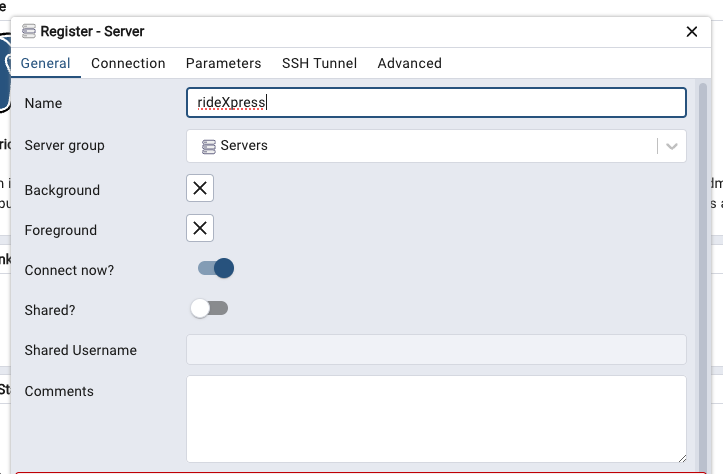 Register - Server
General Connection Parameters SSH Tunnel Advanced
Name rideXpress
Server group Servers
Background
Foreground
Connect now?
Shared?
Shared Username
Comments